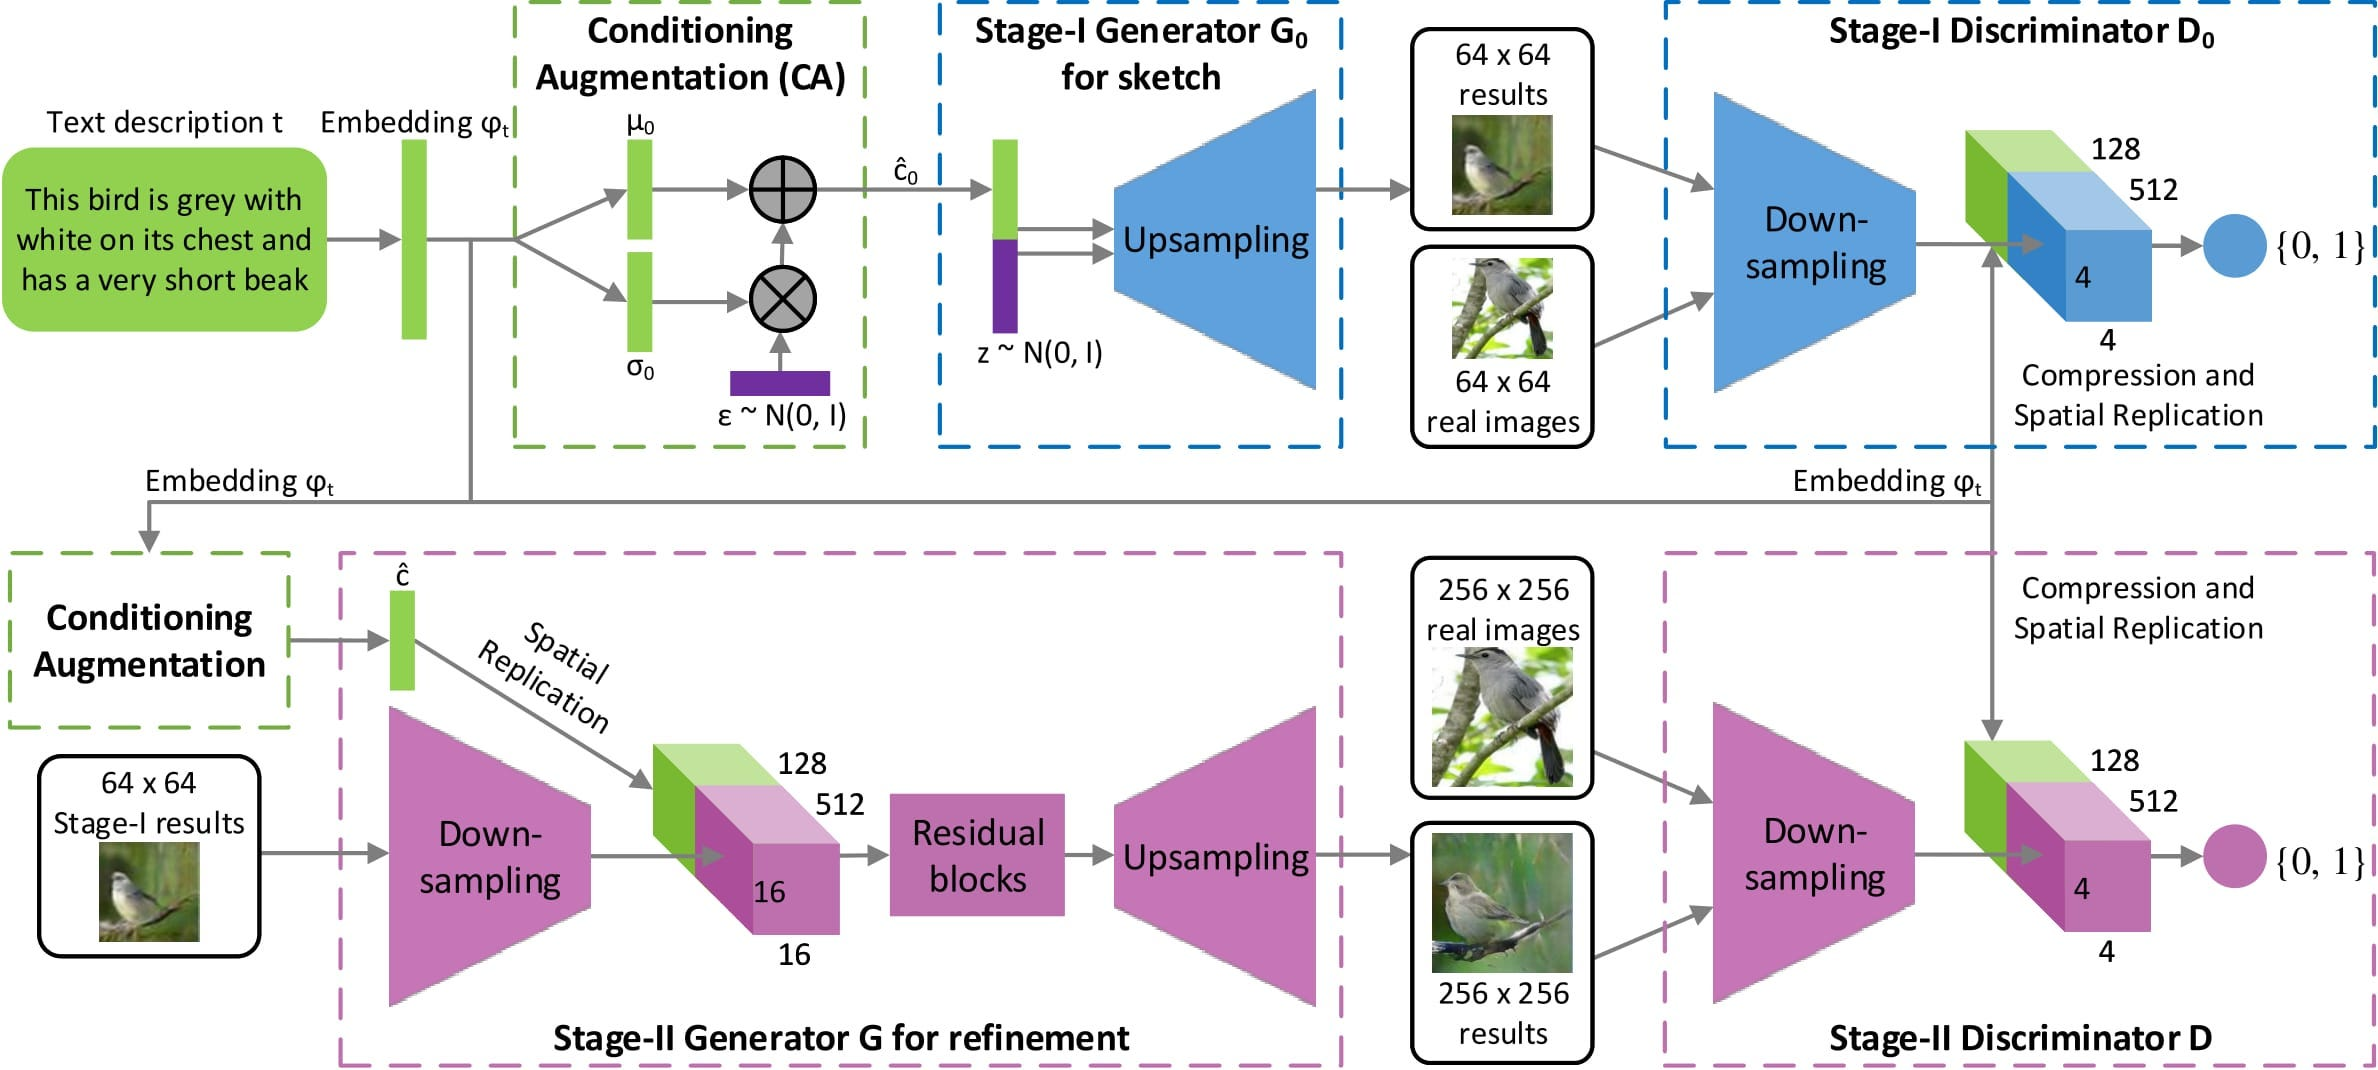 Conditioning
Augmentation (CA)
Stage-I Generator G₀
for sketch
Stage-I Discriminator D₀
Text description t
Embedding φₜ
This bird is grey with
white on its chest and
has a very short beak
μ₀
σ₀
ε ~ N(0, I)
ĉ₀
z ~ N(0, I)
Upsampling
64 x 64
results
64 x 64
real images
Down-
sampling
128
512
4
4
{0, 1}
Compression and
Spatial Replication
Embedding φₜ
Embedding φₜ
Conditioning
Augmentation
64 x 64
Stage-I results
ĉ
Spatial
Replication
Down-
sampling
128
512
16
16
Residual
blocks
Upsampling
Stage-II Generator G for refinement
256 x 256
real images
256 x 256
results
Compression and
Spatial Replication
Down-
sampling
128
512
4
4
{0, 1}
Stage-II Discriminator D